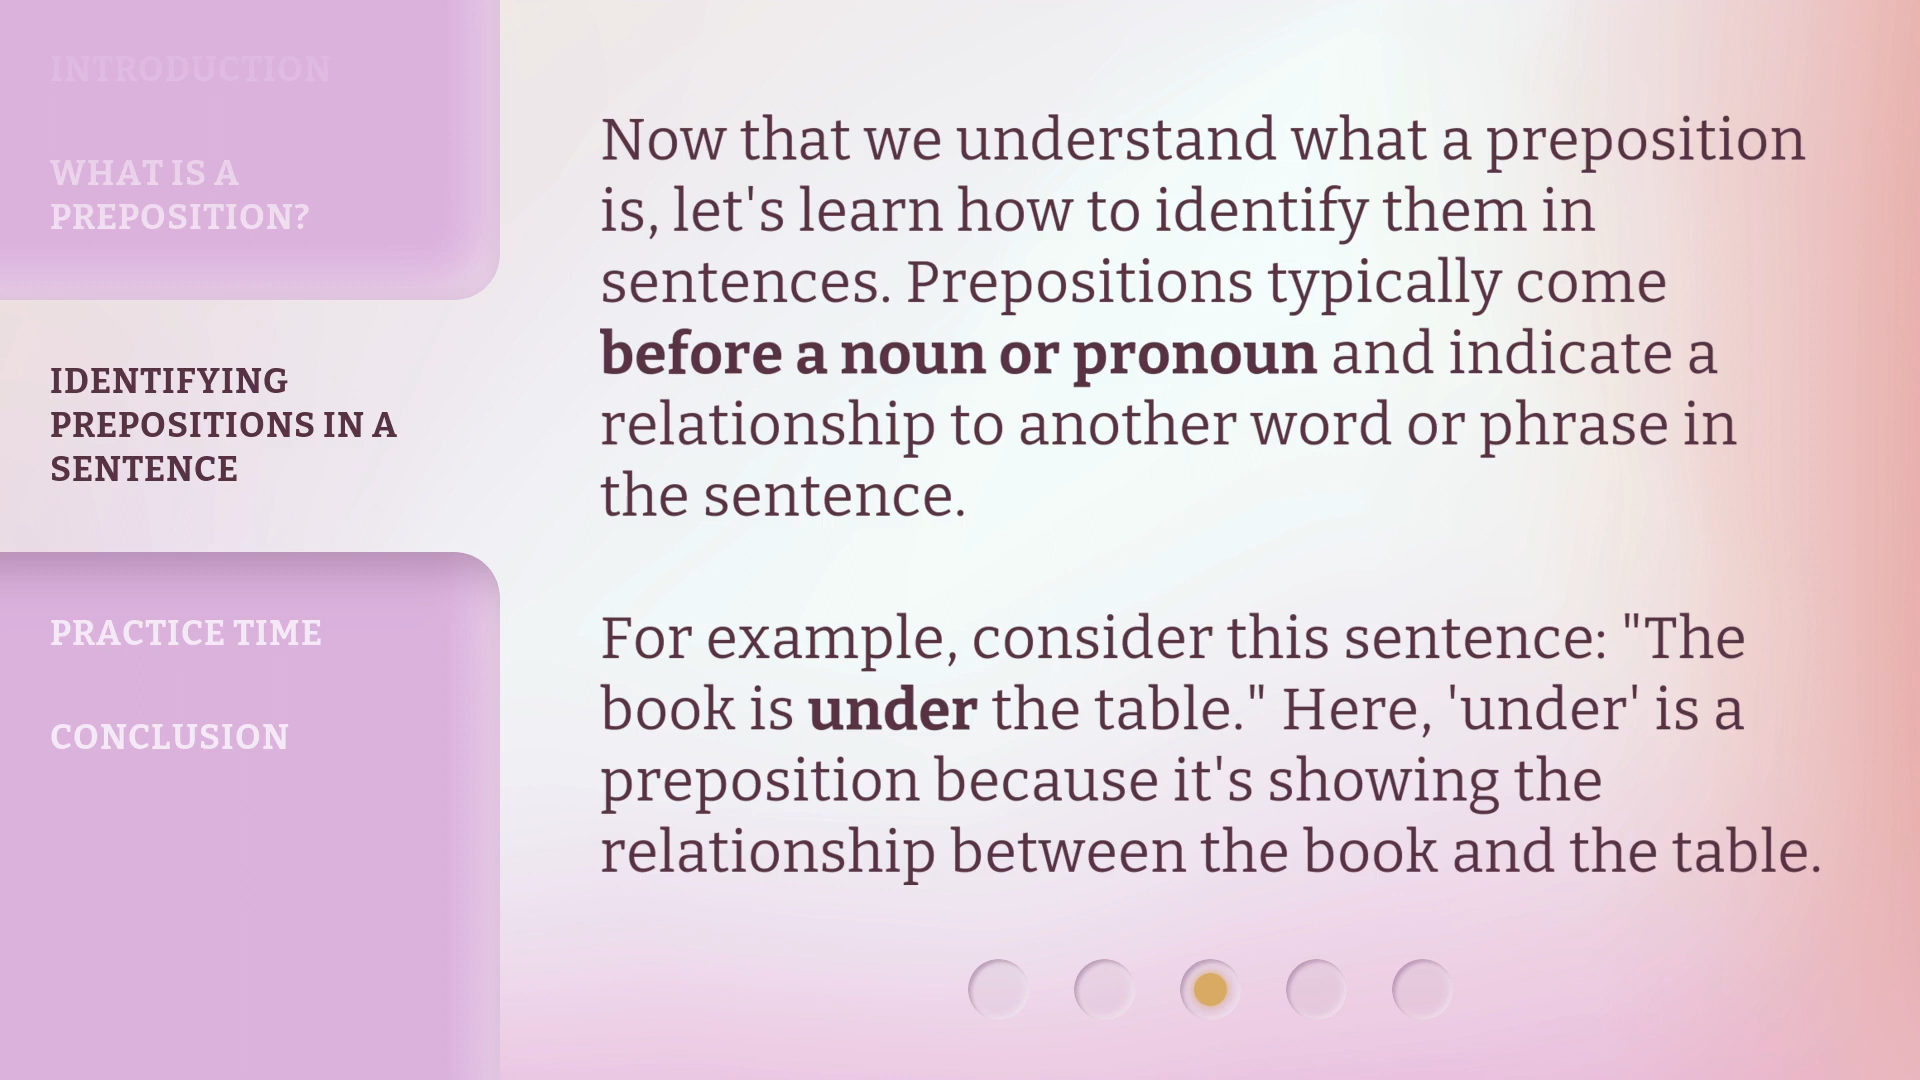 INTRODUCTION
WHAT IS A
PREPOSITION?
IDENTIFYING
PREPOSITIONS IN A
SENTENCE
PRACTICE TIME
CONCLUSION
Now that we understand what a preposition
is, let's learn how to identify them in
sentences. Prepositions typically come
before a noun or pronoun and indicate a
relationship to another word or phrase in
the sentence.
For example, consider this sentence: "The
book is under the table." Here, 'under' is a
preposition because it's showing the
relationship between the book and the table.